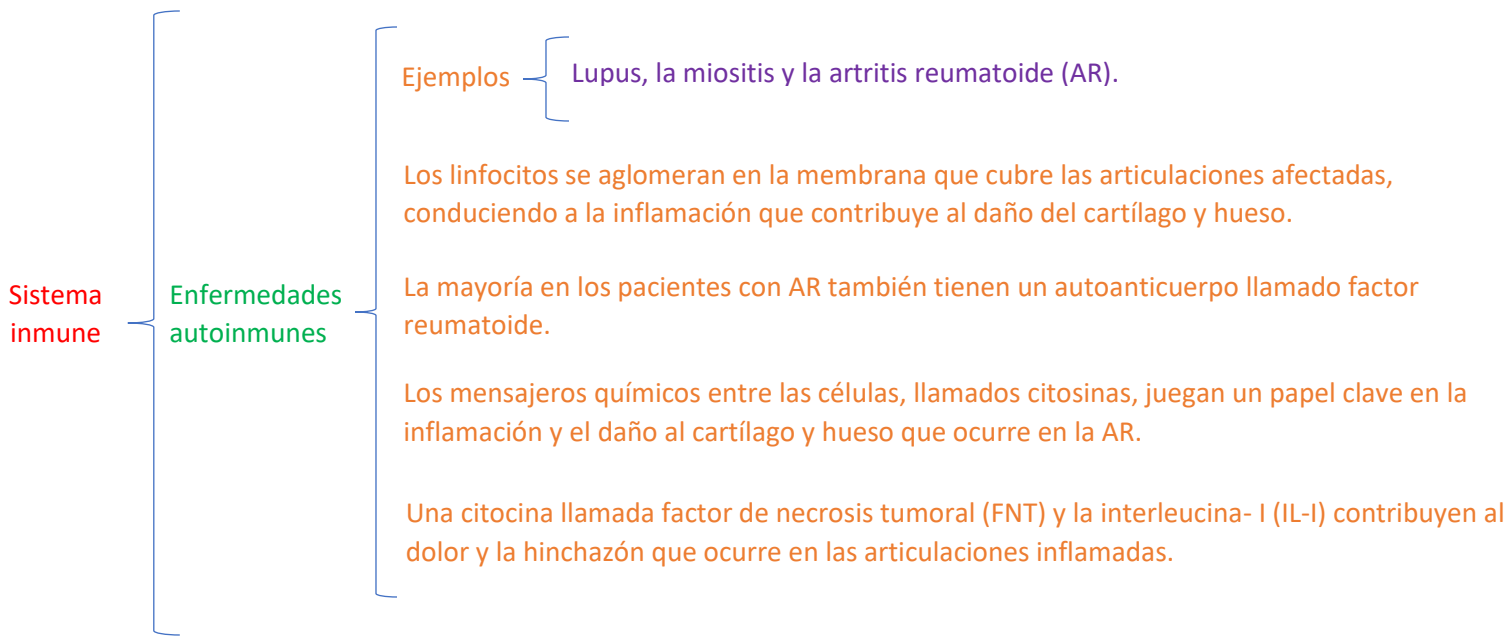 Sistema
inmune
Enfermedades
autoinmunes
Ejemplos
Lupus, la miositis y la artritis reumatoide (AR).
Los linfocitos se aglomeran en la membrana que cubre las articulaciones afectadas,
conduciendo a la inflamación que contribuye al daño del cartílago y hueso.
La mayoría en los pacientes con AR también tienen un autoanticuerpo llamado factor
reumatoide.
Los mensajeros químicos entre las células, llamados citosinas, juegan un papel clave en la
inflamación y el daño al cartílago y hueso que ocurre en la AR.
Una citocina llamada factor de necrosis tumoral (FNT) y la interleucina- I (IL-I) contribuyen al
dolor y la hinchazón que ocurre en las articulaciones inflamadas.